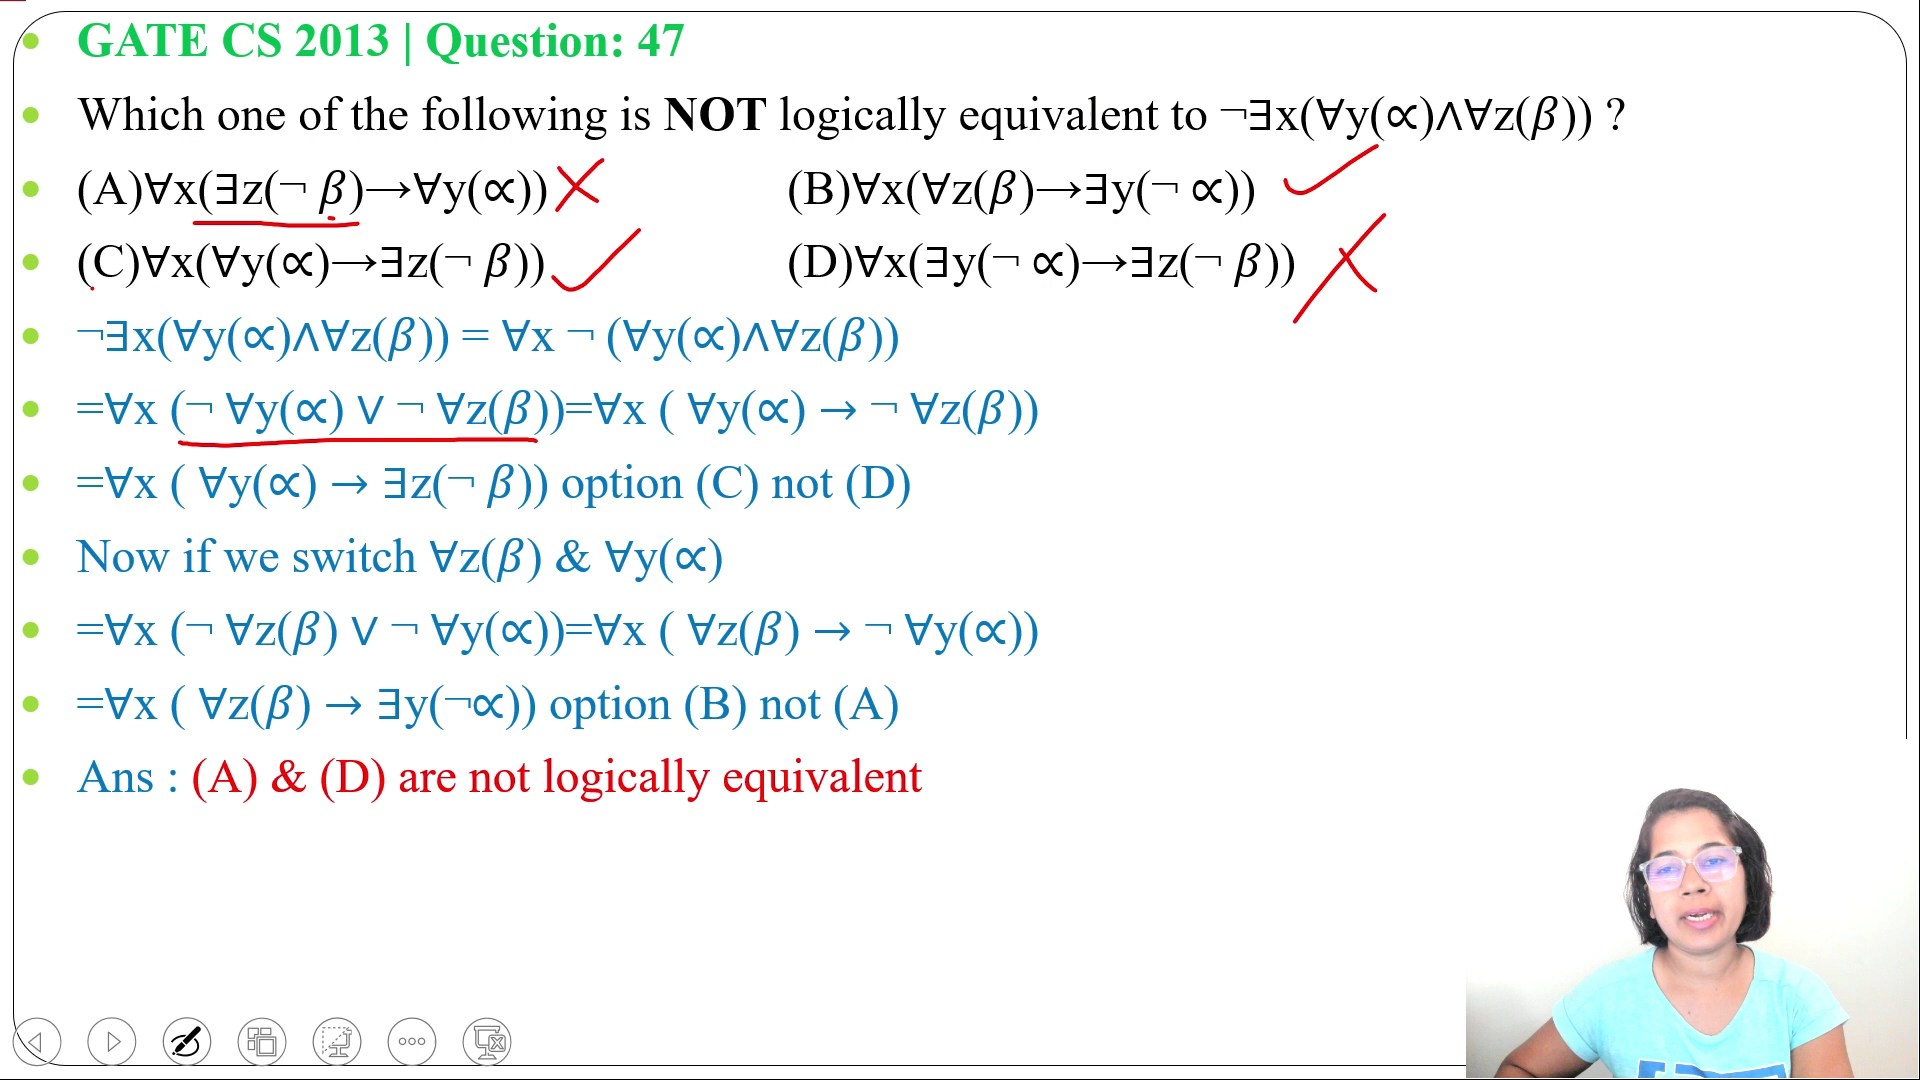 GATE CS 2013 | Question: 47
Which one of the following is NOT logically equivalent to ¬∃x(∀y(∝)∧∀z(β)) ?
(A)∀x(∃z(¬ β)→∀y(∝)) (B)∀x(∀z(β)→∃y(¬ ∝))
(C)∀x(∀y(∝)→∃z(¬ β)) (D)∀x(∃y(¬ ∝)→∃z(¬ β))
¬∃x(∀y(∝)∧∀z(β)) = ∀x ¬ (∀y(∝)∧∀z(β))
=∀x (¬ ∀y(∝) ∨ ¬ ∀z(β))=∀x ( ∀y(∝) → ¬ ∀z(β))
=∀x ( ∀y(∝) → ∃z(¬ β)) option (C) not (D)
Now if we switch ∀z(β) & ∀y(∝)
=∀x (¬ ∀z(β) ∨ ¬ ∀y(∝))=∀x ( ∀z(β) → ¬ ∀y(∝))
=∀x ( ∀z(β) → ∃y(¬∝)) option (B) not (A)
Ans : (A) & (D) are not logically equivalent